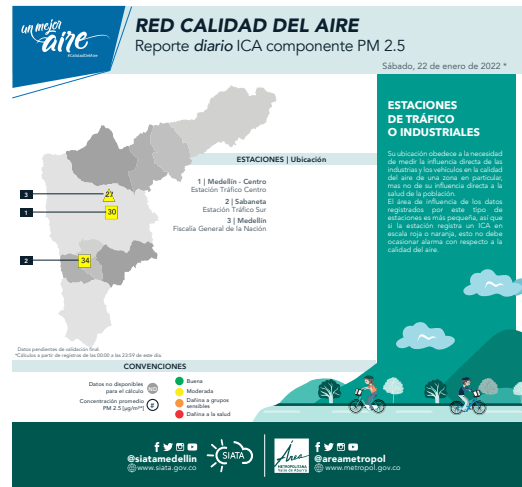 un mejor
aire
#CalidadDelAire
RED CALIDAD DEL AIRE
Reporte diario ICA componente PM 2.5
Sábado, 22 de enero de 2022 *
ESTACIONES
DE TRÁFICO
O INDUSTRIALES
Su ubicación obedece a la necesidad
de medir la influencia directa de las
industrias y los vehículos en la calidad
del aire de una zona en particular,
mas no de su influencia directa a la
salud de la población.
El área de influencia de los datos
registrados por este tipo de
estaciones es más pequeña, así que
si la estación registra un ICA en
escala roja o naranja, esto no debe
ocasionar alarma con respecto a la
calidad del aire.
ESTACIONES | Ubicación
1 | Medellín - Centro
Estación Tráfico Centro
2 | Sabaneta
Estación Tráfico Sur
3 | Medellín
Fiscalía General de la Nación
3
27
1
30
2
34
Datos pendientes de validación final.
*Cálculos a partir de registros de las 00:00 a las 23:59 de este día.
CONVENCIONES
Datos no disponibles
para el cálculo
ND
Concentración promedio
PM 2.5 [µg/m³*]
#
Buena
Moderada
Dañina a grupos
sensibles
Dañina a la salud
@siatamedellin
www.siata.gov.co
SIATA
Área
METROPOLITANA
Valle de Aburrá
@areametropol
www.metropol.gov.co